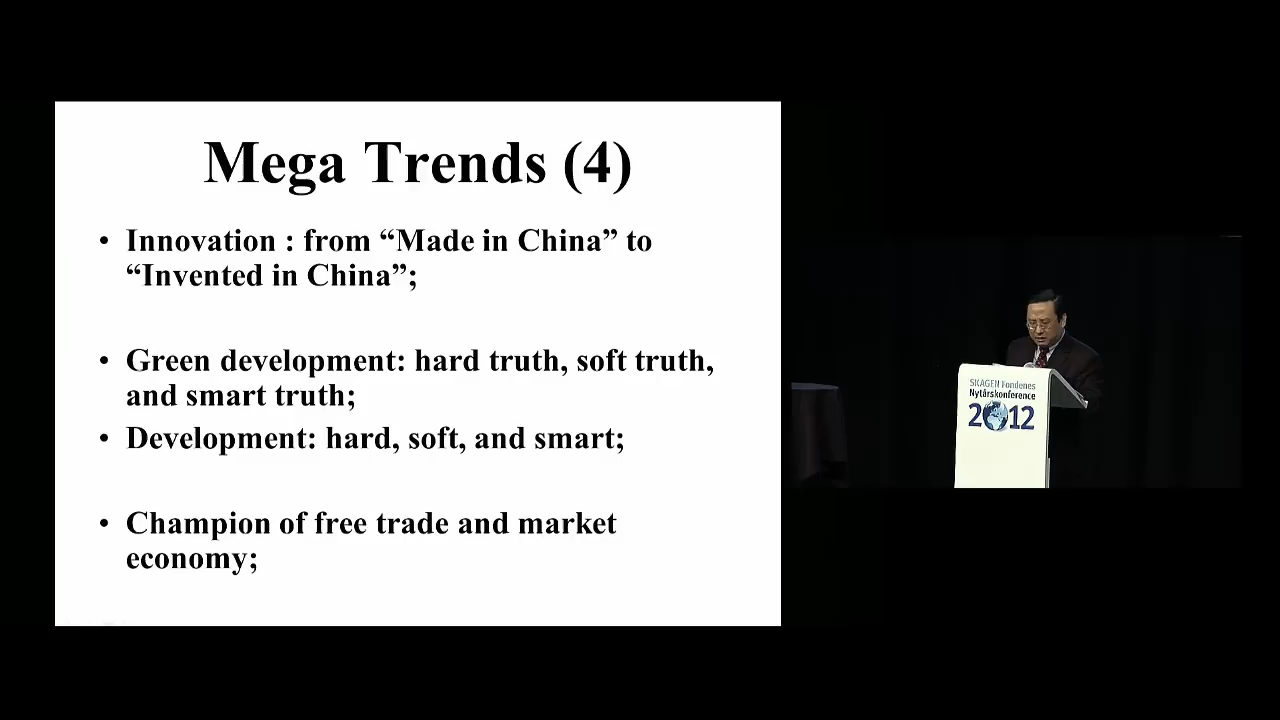 Mega Trends (4)
• Innovation : from “Made in China” to
“Invented in China”;
• Green development: hard truth, soft truth,
and smart truth;
• Development: hard, soft, and smart;
• Champion of free trade and market
economy;
SKAGEN Fondenes
Nytårskonference
2012